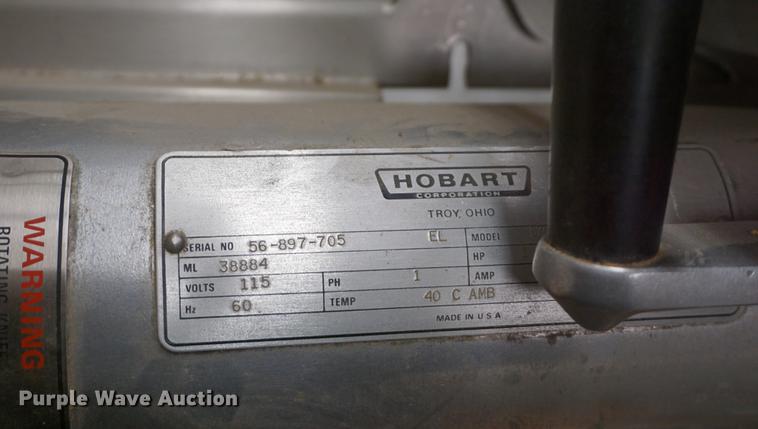 HOBART
CORPORATION
TROY, OHIO
SERIAL NO 56-897-705 EL MODEL
ML 38884 HP
VOLTS 115 PH 1 AMP
Hz 60 TEMP 40 C AMB
MADE IN U S A
WARNING
ROTATING KNIFE
Purple Wave Auction